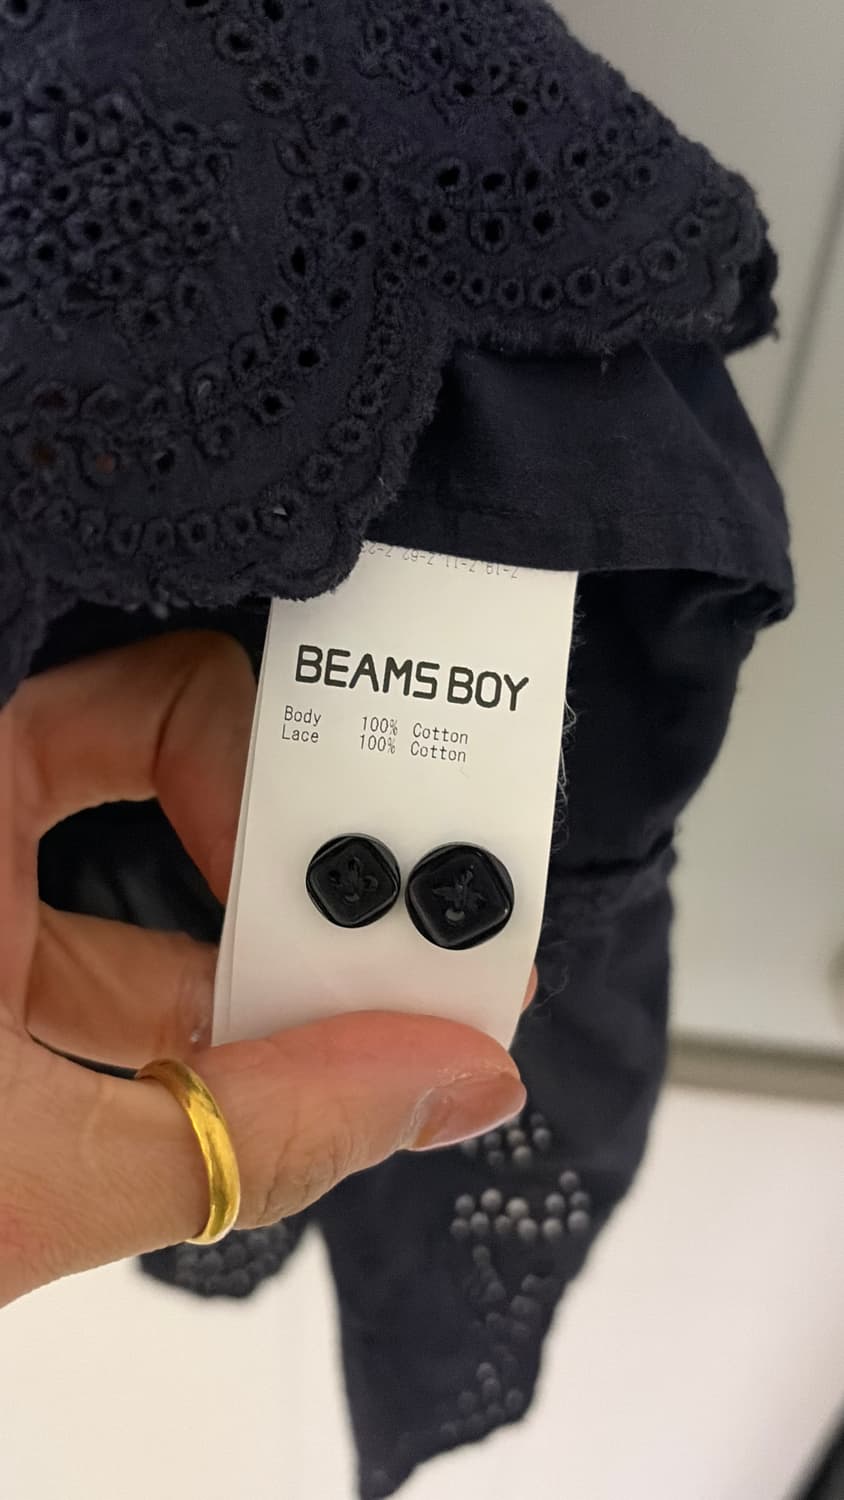 BEAMS BOY
Body 100% Cotton
Lace 100% Cotton